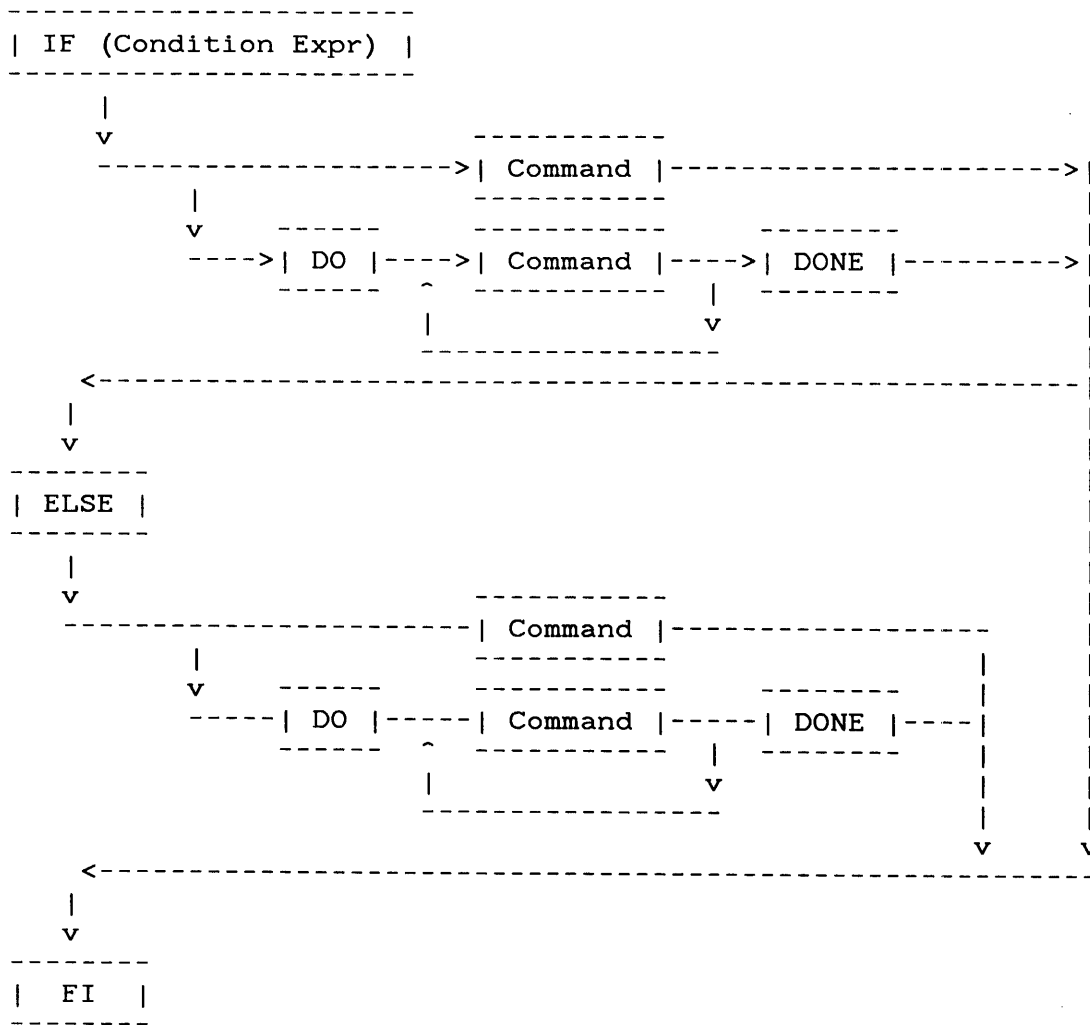 ------------------------
| IF (Condition Expr) |
------------------------
|
v
-----------
-------------------->| Command |----------------------->|
| -----------
v ------ ----------- --------
---->| DO |---->| Command |---->| DONE |---------->|
------ ^ ----------- | --------
| v
-----------------
<-------------------------------------------------------
|
v
--------
| ELSE |
--------
|
v
-----------
-----------------------| Command |------------------
| ----------- |
v ------ ----------- -------- |
-----| DO |-----| Command |-----| DONE |----|
------ ^ ----------- | -------- |
| v |
----------------- |
v v
<--------------------------------------------------------
|
v
--------
| FI |
--------